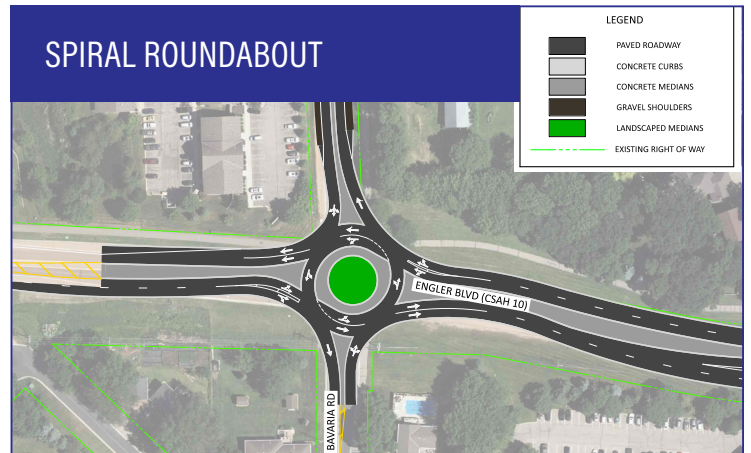 SPIRAL ROUNDABOUT
LEGEND
PAVED ROADWAY
CONCRETE CURBS
CONCRETE MEDIANS
GRAVEL SHOULDERS
LANDSCAPED MEDIANS
EXISTING RIGHT OF WAY
ENGLER BLVD (CSAH 10)
BAVARIA RD